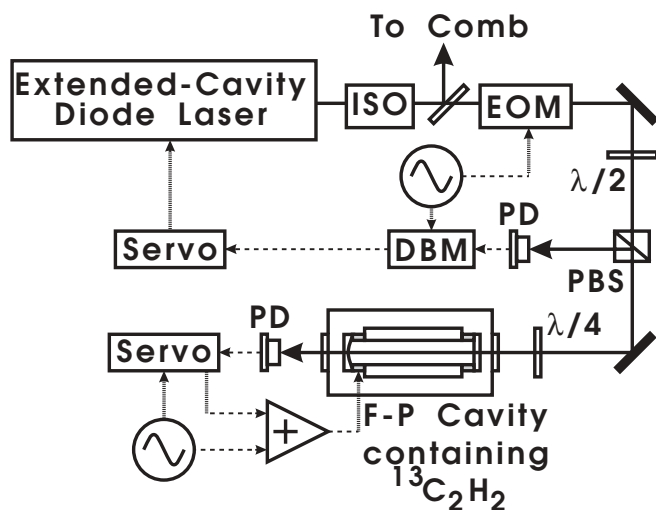 To Comb
Extended-Cavity
Diode Laser
ISO
EOM
λ/2
PD
Servo
DBM
PBS
PD
λ/4
Servo
+
F-P Cavity
containing
¹³C₂H₂